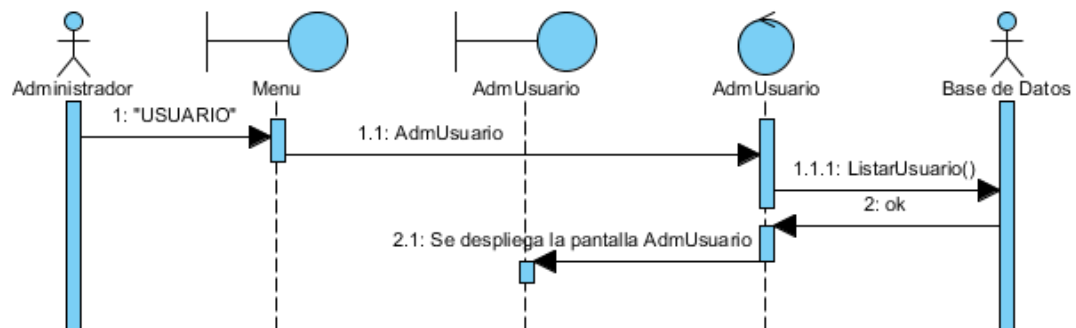 Administrador
Menu
AdmUsuario
AdmUsuario
Base de Datos
1: "USUARIO"
1.1: AdmUsuario
1.1.1: ListarUsuario()
2: ok
2.1: Se despliega la pantalla AdmUsuario